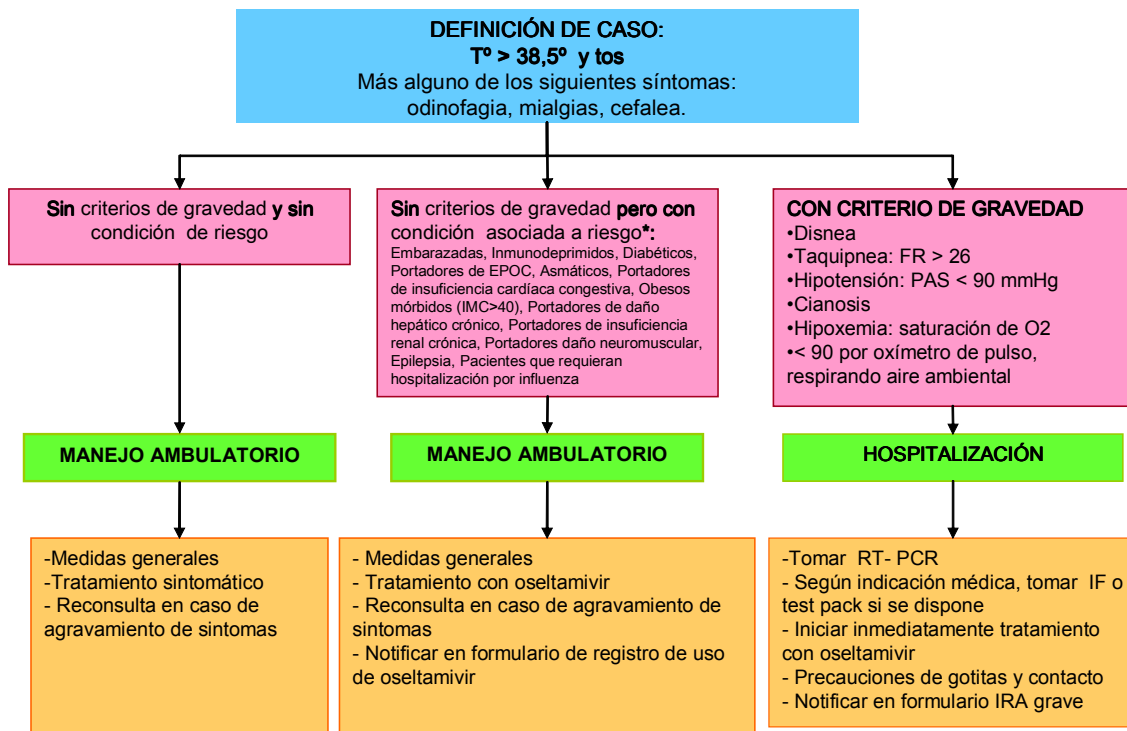 DEFINICIÓN DE CASO:
Tº > 38,5º y tos
Más alguno de los siguientes síntomas:
odinofagia, mialgias, cefalea.
Sin criterios de gravedad y sin
condición de riesgo
Sin criterios de gravedad pero con
condición asociada a riesgo*:
Embarazadas, Inmunodeprimidos, Diabéticos,
Portadores de EPOC, Asmáticos, Portadores
de insuficiencia cardíaca congestiva, Obesos
mórbidos (IMC>40), Portadores de daño
hepático crónico, Portadores de insuficiencia
renal crónica, Portadores daño neuromuscular,
Epilepsia, Pacientes que requieran
hospitalización por influenza
CON CRITERIO DE GRAVEDAD
•Disnea
•Taquipnea: FR > 26
•Hipotensión: PAS < 90 mmHg
•Cianosis
•Hipoxemia: saturación de O2
•< 90 por oxímetro de pulso,
respirando aire ambiental
MANEJO AMBULATORIO
MANEJO AMBULATORIO
HOSPITALIZACIÓN
-Medidas generales
-Tratamiento sintomático
- Reconsulta en caso de
agravamiento de sintomas
- Medidas generales
- Tratamiento con oseltamivir
- Reconsulta en caso de agravamiento de
sintomas
- Notificar en formulario de registro de uso
de oseltamivir
-Tomar RT- PCR
- Según indicación médica, tomar IF o
test pack si se dispone
- Iniciar inmediatamente tratamiento
con oseltamivir
- Precauciones de gotitas y contacto
- Notificar en formulario IRA grave